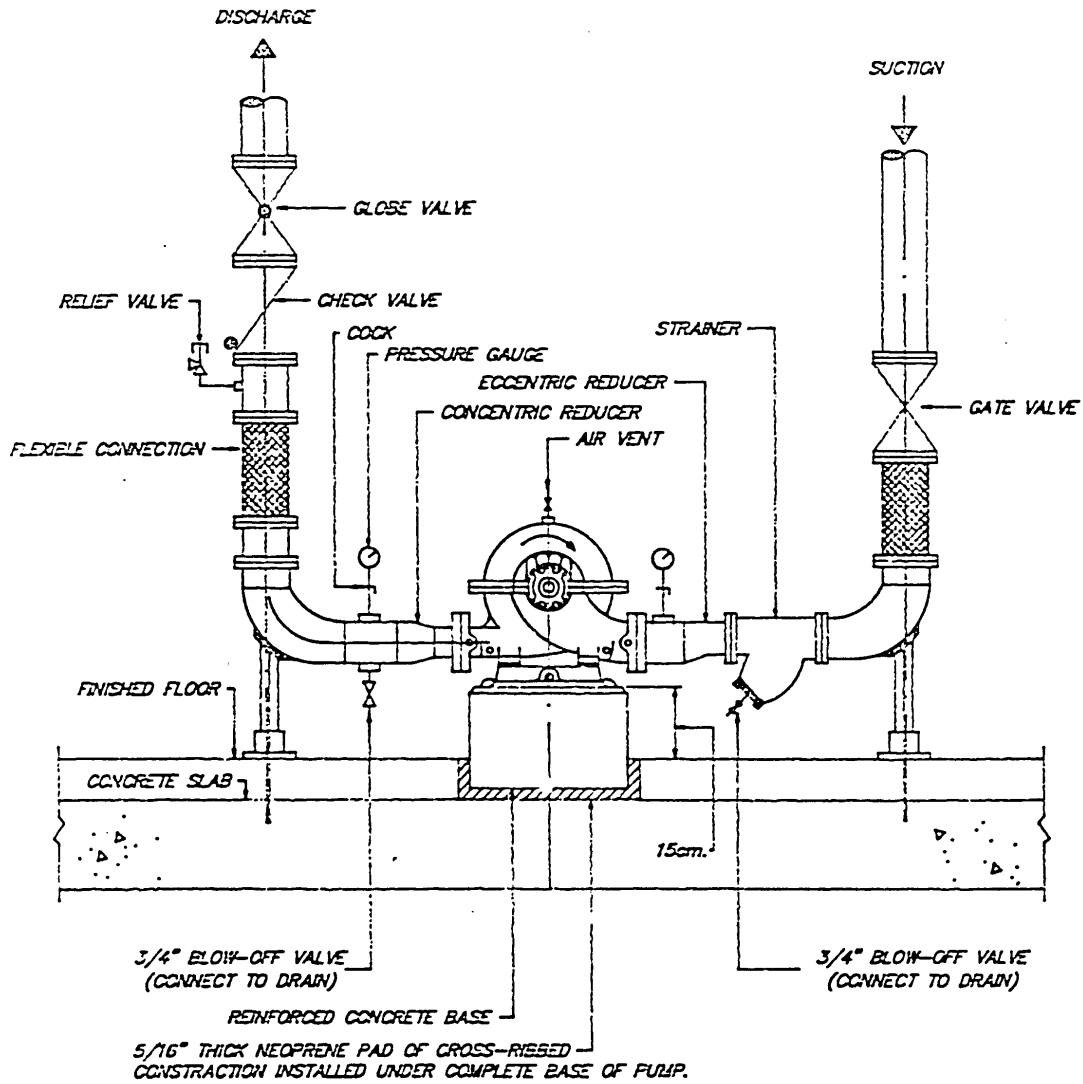 DISCHARGE
SUCTION
GLOBE VALVE
RELIEF VALVE
CHECK VALVE
COCK
STRAINER
PRESSURE GAUGE
ECCENTRIC REDUCER
CONCENTRIC REDUCER
GATE VALVE
AIR VENT
FLEXIBLE CONNECTION
FINISHED FLOOR
CONCRETE SLAB
15cm.
3/4" BLOW-OFF VALVE
(CONNECT TO DRAIN)
3/4" BLOW-OFF VALVE
(CONNECT TO DRAIN)
REINFORCED CONCRETE BASE
5/16" THICK NEOPRENE PAD OF CROSS-RIBBED
CONSTRACTION INSTALLED UNDER COMPLETE BASE OF PUMP.